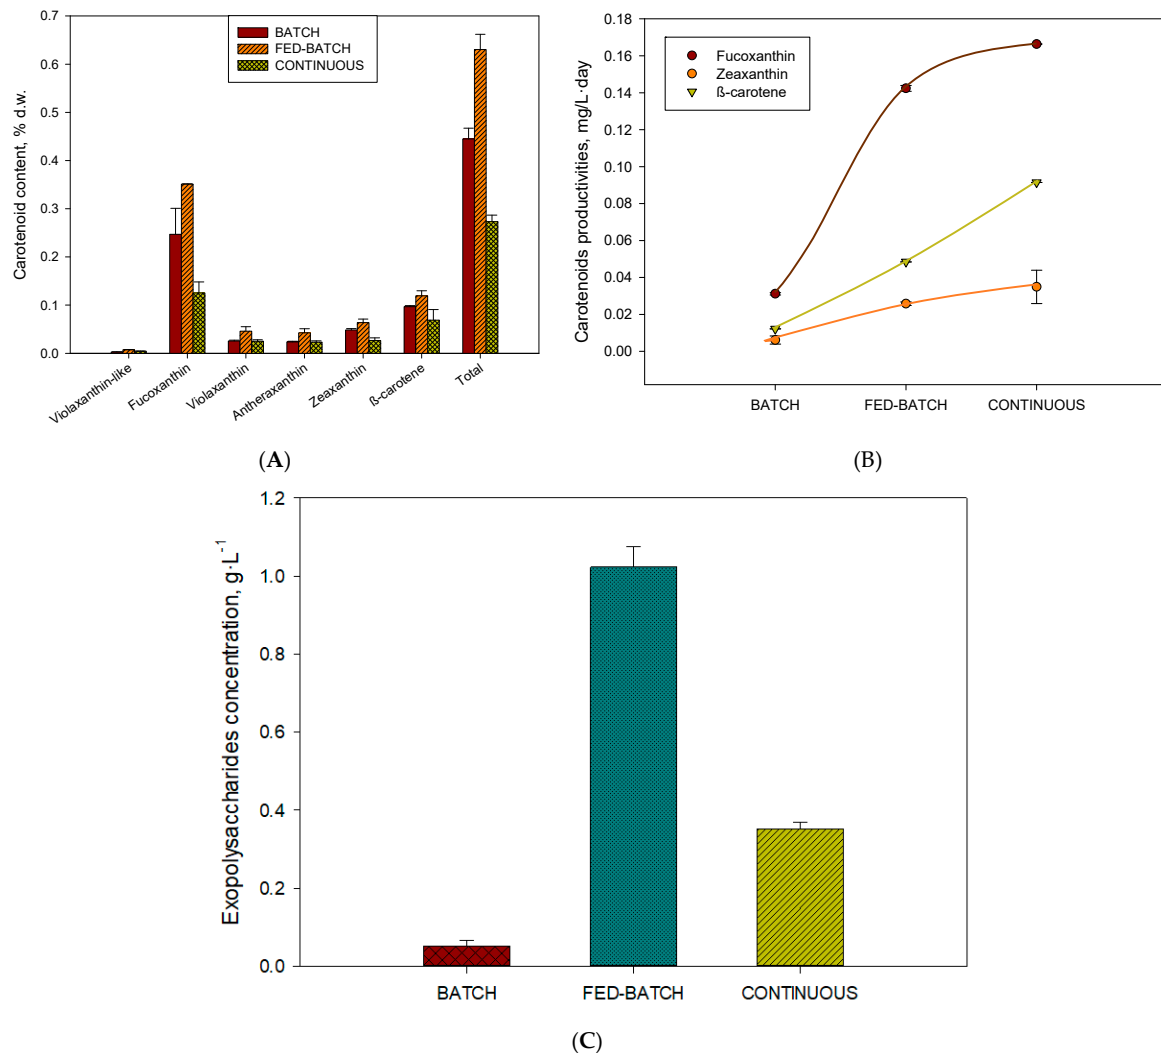 0.7
0.6
0.5
0.4
0.3
0.2
0.1
0.0
Carotenoid content, % d.w.
BATCH
FED-BATCH
CONTINUOUS
Violaxanthin-like
Fucoxanthin
Violaxanthin
Antheraxanthin
Zeaxanthin
ß-carotene
Total
(A)
0.18
0.16
0.14
0.12
0.10
0.08
0.06
0.04
0.02
0.00
Carotenoids productivities, mg/L·day
Fucoxanthin
Zeaxanthin
ß-carotene
BATCH
FED-BATCH
CONTINUOUS
(B)
1.2
1.0
0.8
0.6
0.4
0.2
0.0
Exopolysaccharides concentration, g·L⁻¹
BATCH
FED-BATCH
CONTINUOUS
(C)